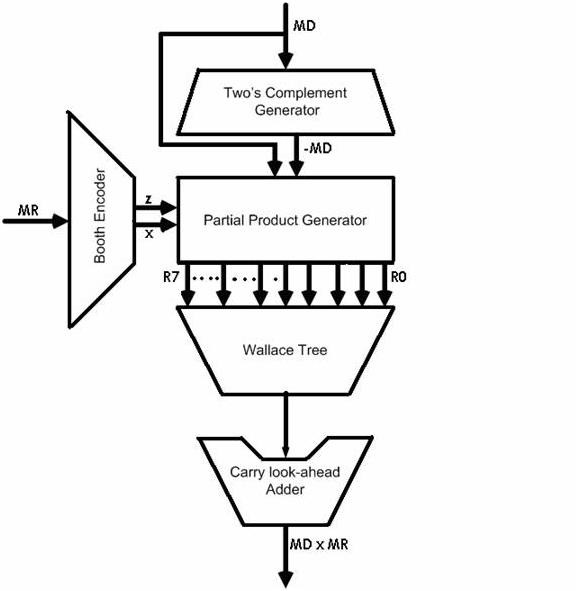 MD
Two's Complement
Generator
-MD
Booth Encoder
MR
z
x
Partial Product Generator
R7
R0
Wallace Tree
Carry look-ahead
Adder
MD x MR